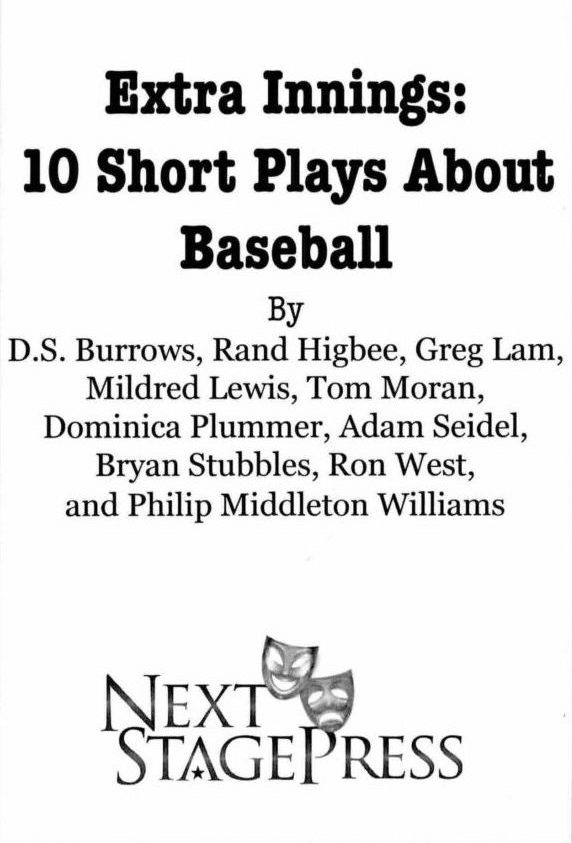 Extra Innings:
10 Short Plays About
Baseball
By
D.S. Burrows, Rand Higbee, Greg Lam,
Mildred Lewis, Tom Moran,
Dominica Plummer, Adam Seidel,
Bryan Stubbles, Ron West,
and Philip Middleton Williams
NEXT
STAGEPRESS